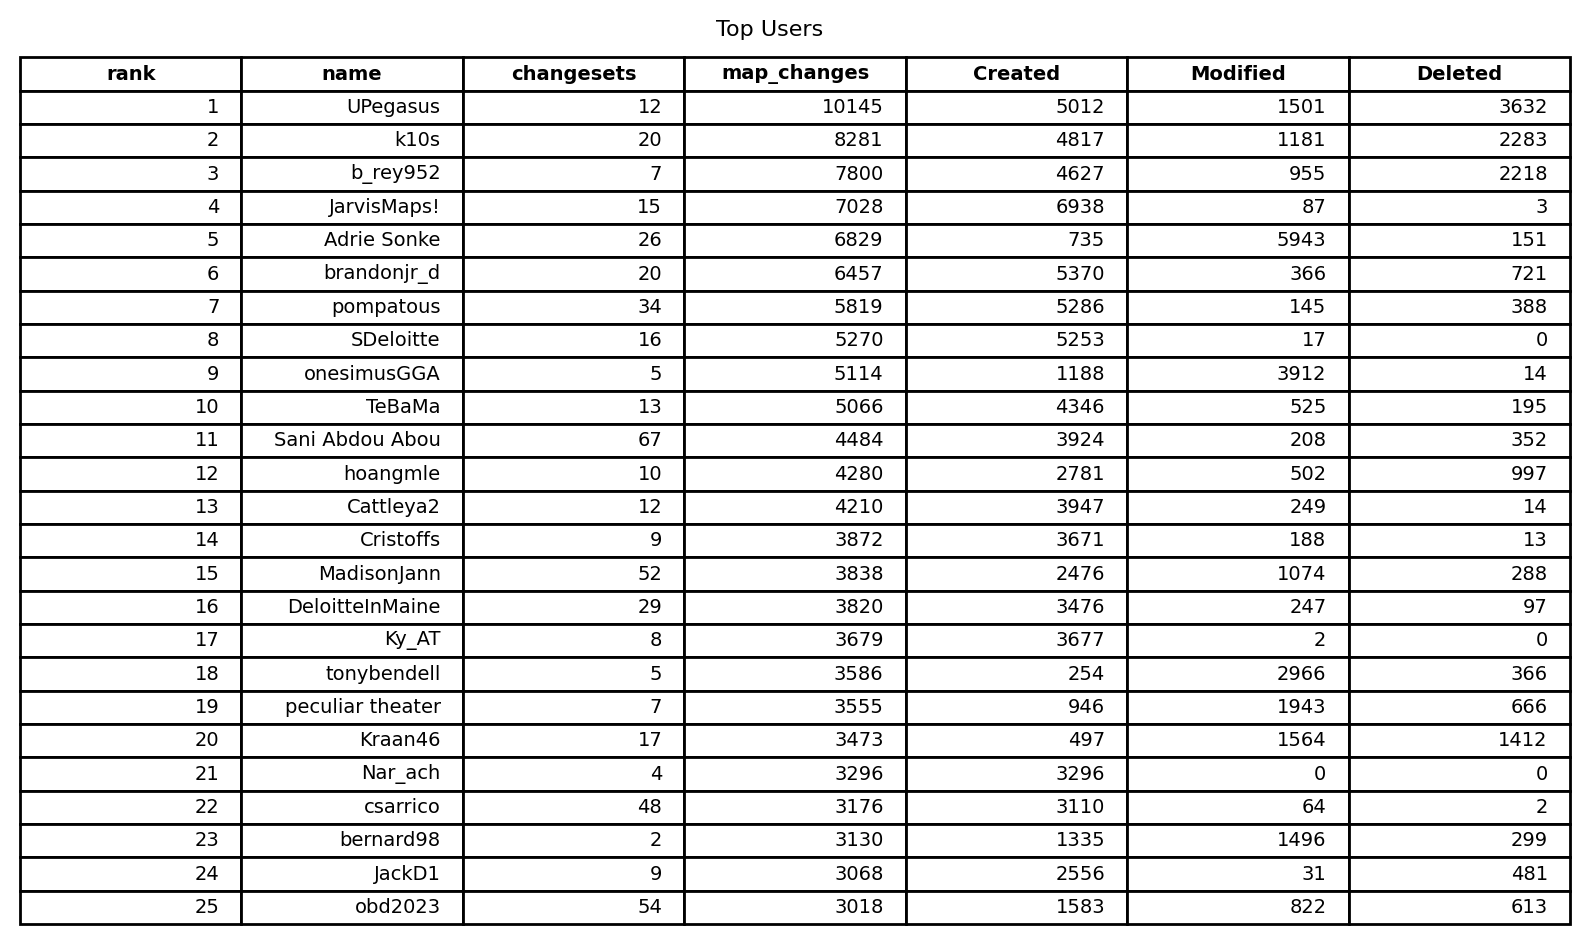 Top Users
rank name changesets map_changes Created Modified Deleted
1 UPegasus 12 10145 5012 1501 3632
2 k10s 20 8281 4817 1181 2283
3 b_rey952 7 7800 4627 955 2218
4 JarvisMaps! 15 7028 6938 87 3
5 Adrie Sonke 26 6829 735 5943 151
6 brandonjr_d 20 6457 5370 366 721
7 pompatous 34 5819 5286 145 388
8 SDeloitte 16 5270 5253 17 0
9 onesimusGGA 5 5114 1188 3912 14
10 TeBaMa 13 5066 4346 525 195
11 Sani Abdou Abou 67 4484 3924 208 352
12 hoangmle 10 4280 2781 502 997
13 Cattleya2 12 4210 3947 249 14
14 Cristoffs 9 3872 3671 188 13
15 MadisonJann 52 3838 2476 1074 288
16 DeloitteInMaine 29 3820 3476 247 97
17 Ky_AT 8 3679 3677 2 0
18 tonybendell 5 3586 254 2966 366
19 peculiar theater 7 3555 946 1943 666
20 Kraan46 17 3473 497 1564 1412
21 Nar_ach 4 3296 3296 0 0
22 csarrico 48 3176 3110 64 2
23 bernard98 2 3130 1335 1496 299
24 JackD1 9 3068 2556 31 481
25 obd2023 54 3018 1583 822 613